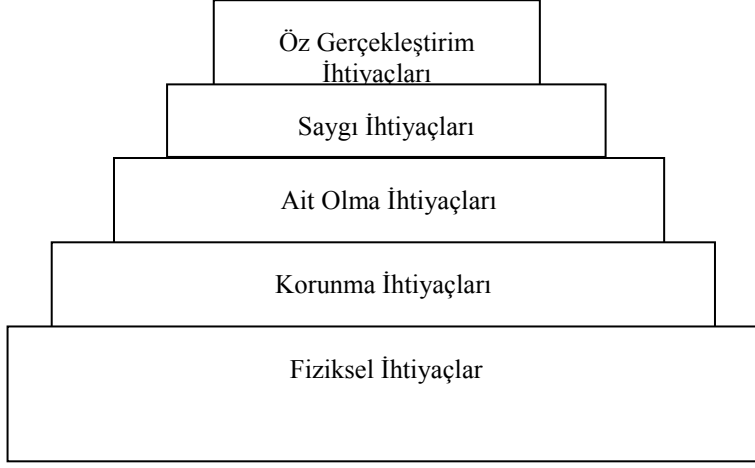 Öz Gerçekleştirim
İhtiyaçları
Saygı İhtiyaçları
Ait Olma İhtiyaçları
Korunma İhtiyaçları
Fiziksel İhtiyaçlar